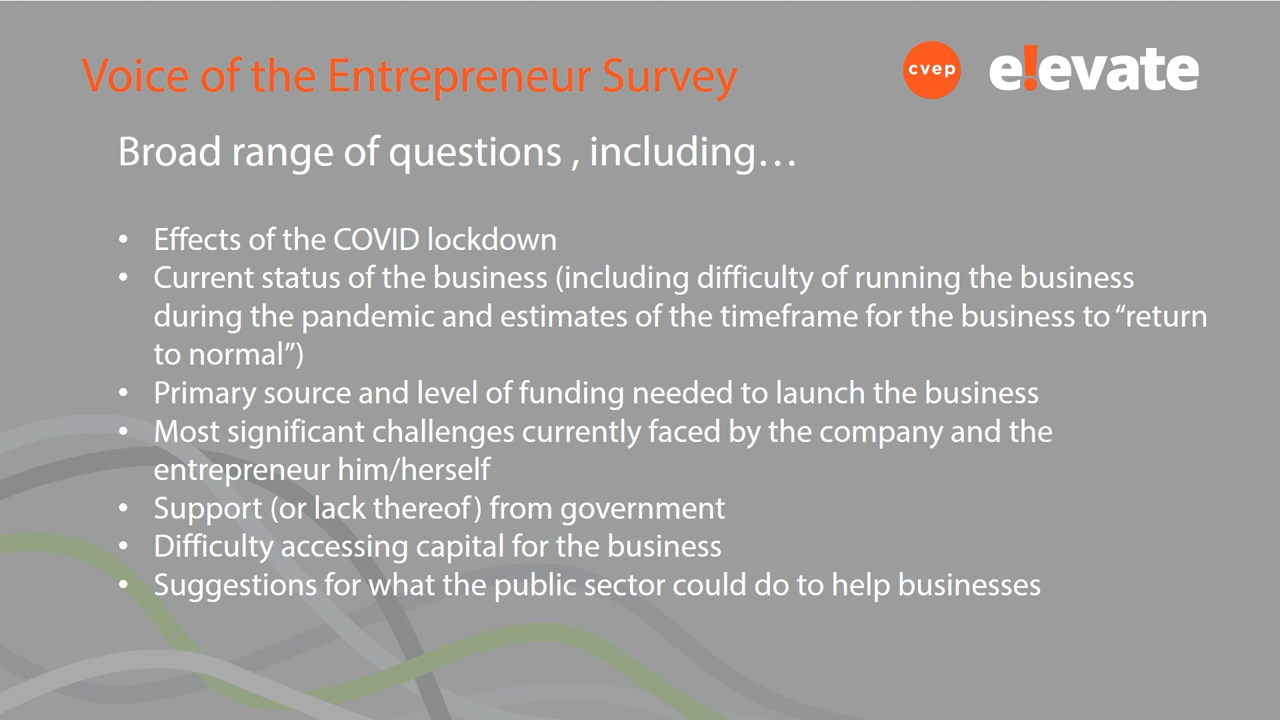 Voice of the Entrepreneur Survey
cvep
e!evate
Broad range of questions , including…
• Effects of the COVID lockdown
• Current status of the business (including difficulty of running the business
during the pandemic and estimates of the timeframe for the business to “return
to normal”)
• Primary source and level of funding needed to launch the business
• Most significant challenges currently faced by the company and the
entrepreneur him/herself
• Support (or lack thereof) from government
• Difficulty accessing capital for the business
• Suggestions for what the public sector could do to help businesses